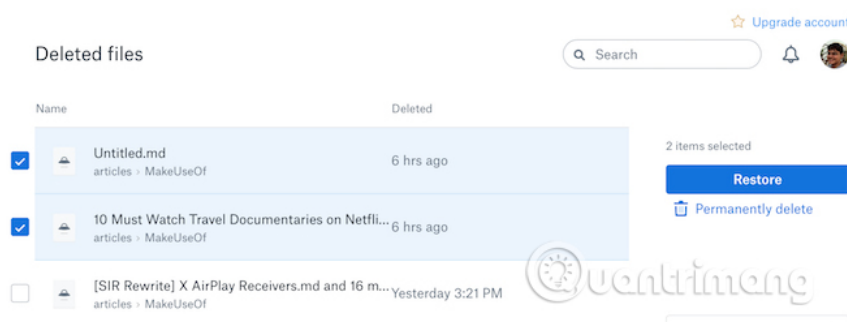 Upgrade account
Deleted files
Search
Name
Deleted
Untitled.md
articles › MakeUseOf
6 hrs ago
10 Must Watch Travel Documentaries on Netfli...
articles › MakeUseOf
6 hrs ago
[SIR Rewrite] X AirPlay Receivers.md and 16 m...
articles › MakeUseOf
Yesterday 3:21 PM
2 items selected
Restore
Permanently delete
Quantrimang